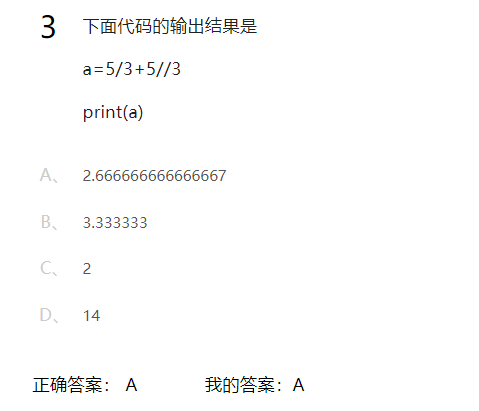 3 下面代码的输出结果是
a=5/3+5//3
print(a)
A、 2.666666666666667
B、 3.333333
C、 2
D、 14
正确答案： A 我的答案：A